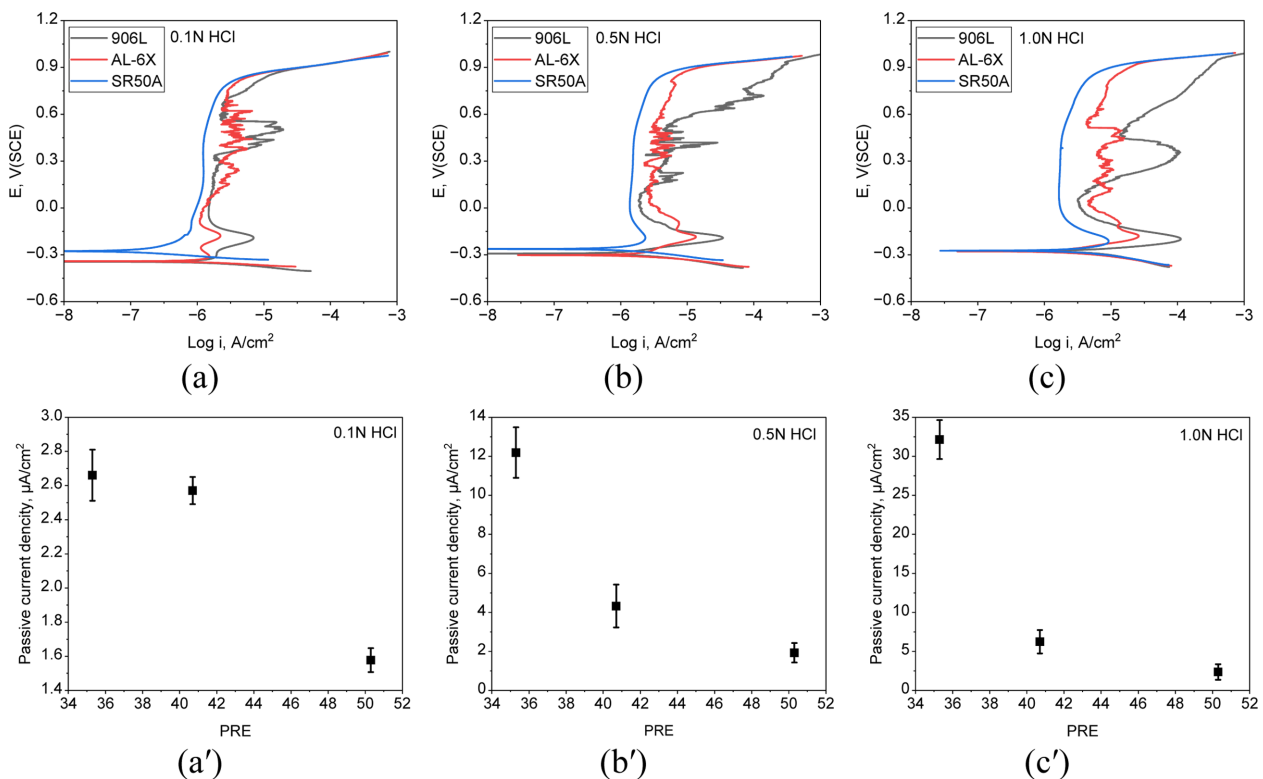 1.2
0.9
0.6
0.3
0.0
−0.3
−0.6
E, V(SCE)
906L
AL-6X
SR50A
0.1N HCl
−8 −7 −6 −5 −4 −3
Log i, A/cm²
(a)
1.2
0.9
0.6
0.3
0.0
−0.3
−0.6
E, V(SCE)
906L
AL-6X
SR50A
0.5N HCl
−8 −7 −6 −5 −4 −3
Log i, A/cm²
(b)
1.2
0.9
0.6
0.3
0.0
−0.3
−0.6
E, V(SCE)
906L
AL-6X
SR50A
1.0N HCl
−8 −7 −6 −5 −4 −3
Log i, A/cm²
(c)
3.0
2.8
2.6
2.4
2.2
2.0
1.8
1.6
1.4
Passive current dencity, µA/cm²
0.1N HCl
34 36 38 40 42 44 46 48 50 52
PRE
(a′)
14
12
10
8
6
4
2
0
Passive current dencity, µA/cm²
0.5N HCl
34 36 38 40 42 44 46 48 50 52
PRE
(b′)
35
30
25
20
15
10
5
0
Passive current dencity, µA/cm²
1.0N HCl
34 36 38 40 42 44 46 48 50 52
PRE
(c′)